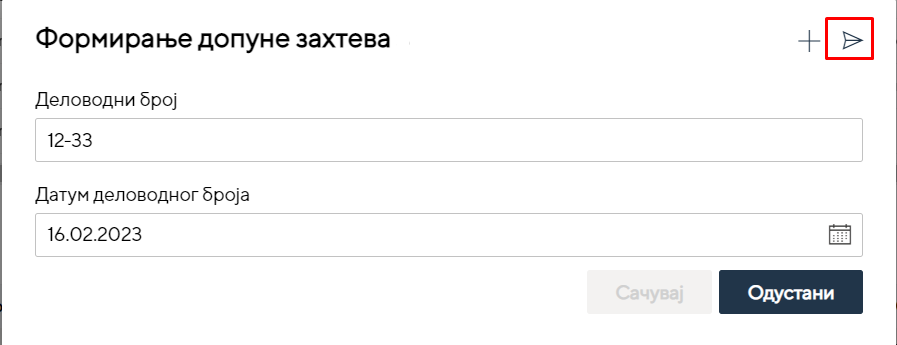 Формирање допуне захтева
Деловодни број
12-33
Датум деловодног броја
16.02.2023
Сачувај
Одустани